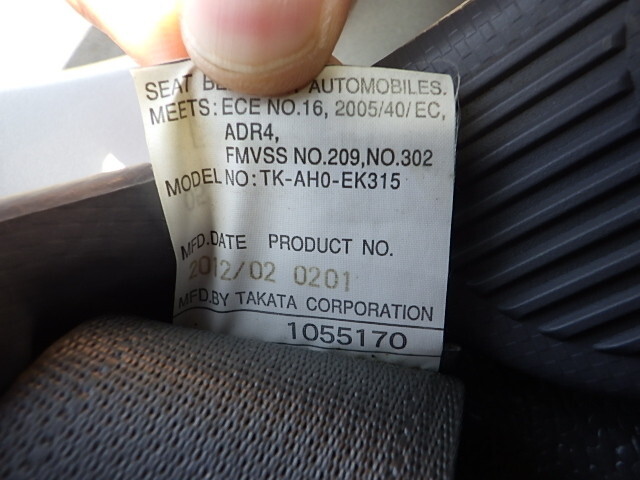 SEAT BE AUTOMOBILES.
MEETS: ECE NO.16, 2005/40/EC,
ADR4,
FMVSS NO.209,NO.302
MODEL NO: TK-AH0-EK315
MFD.DATE PRODUCT NO.
2012/02 0201
MFD.BY TAKATA CORPORATION
1055170